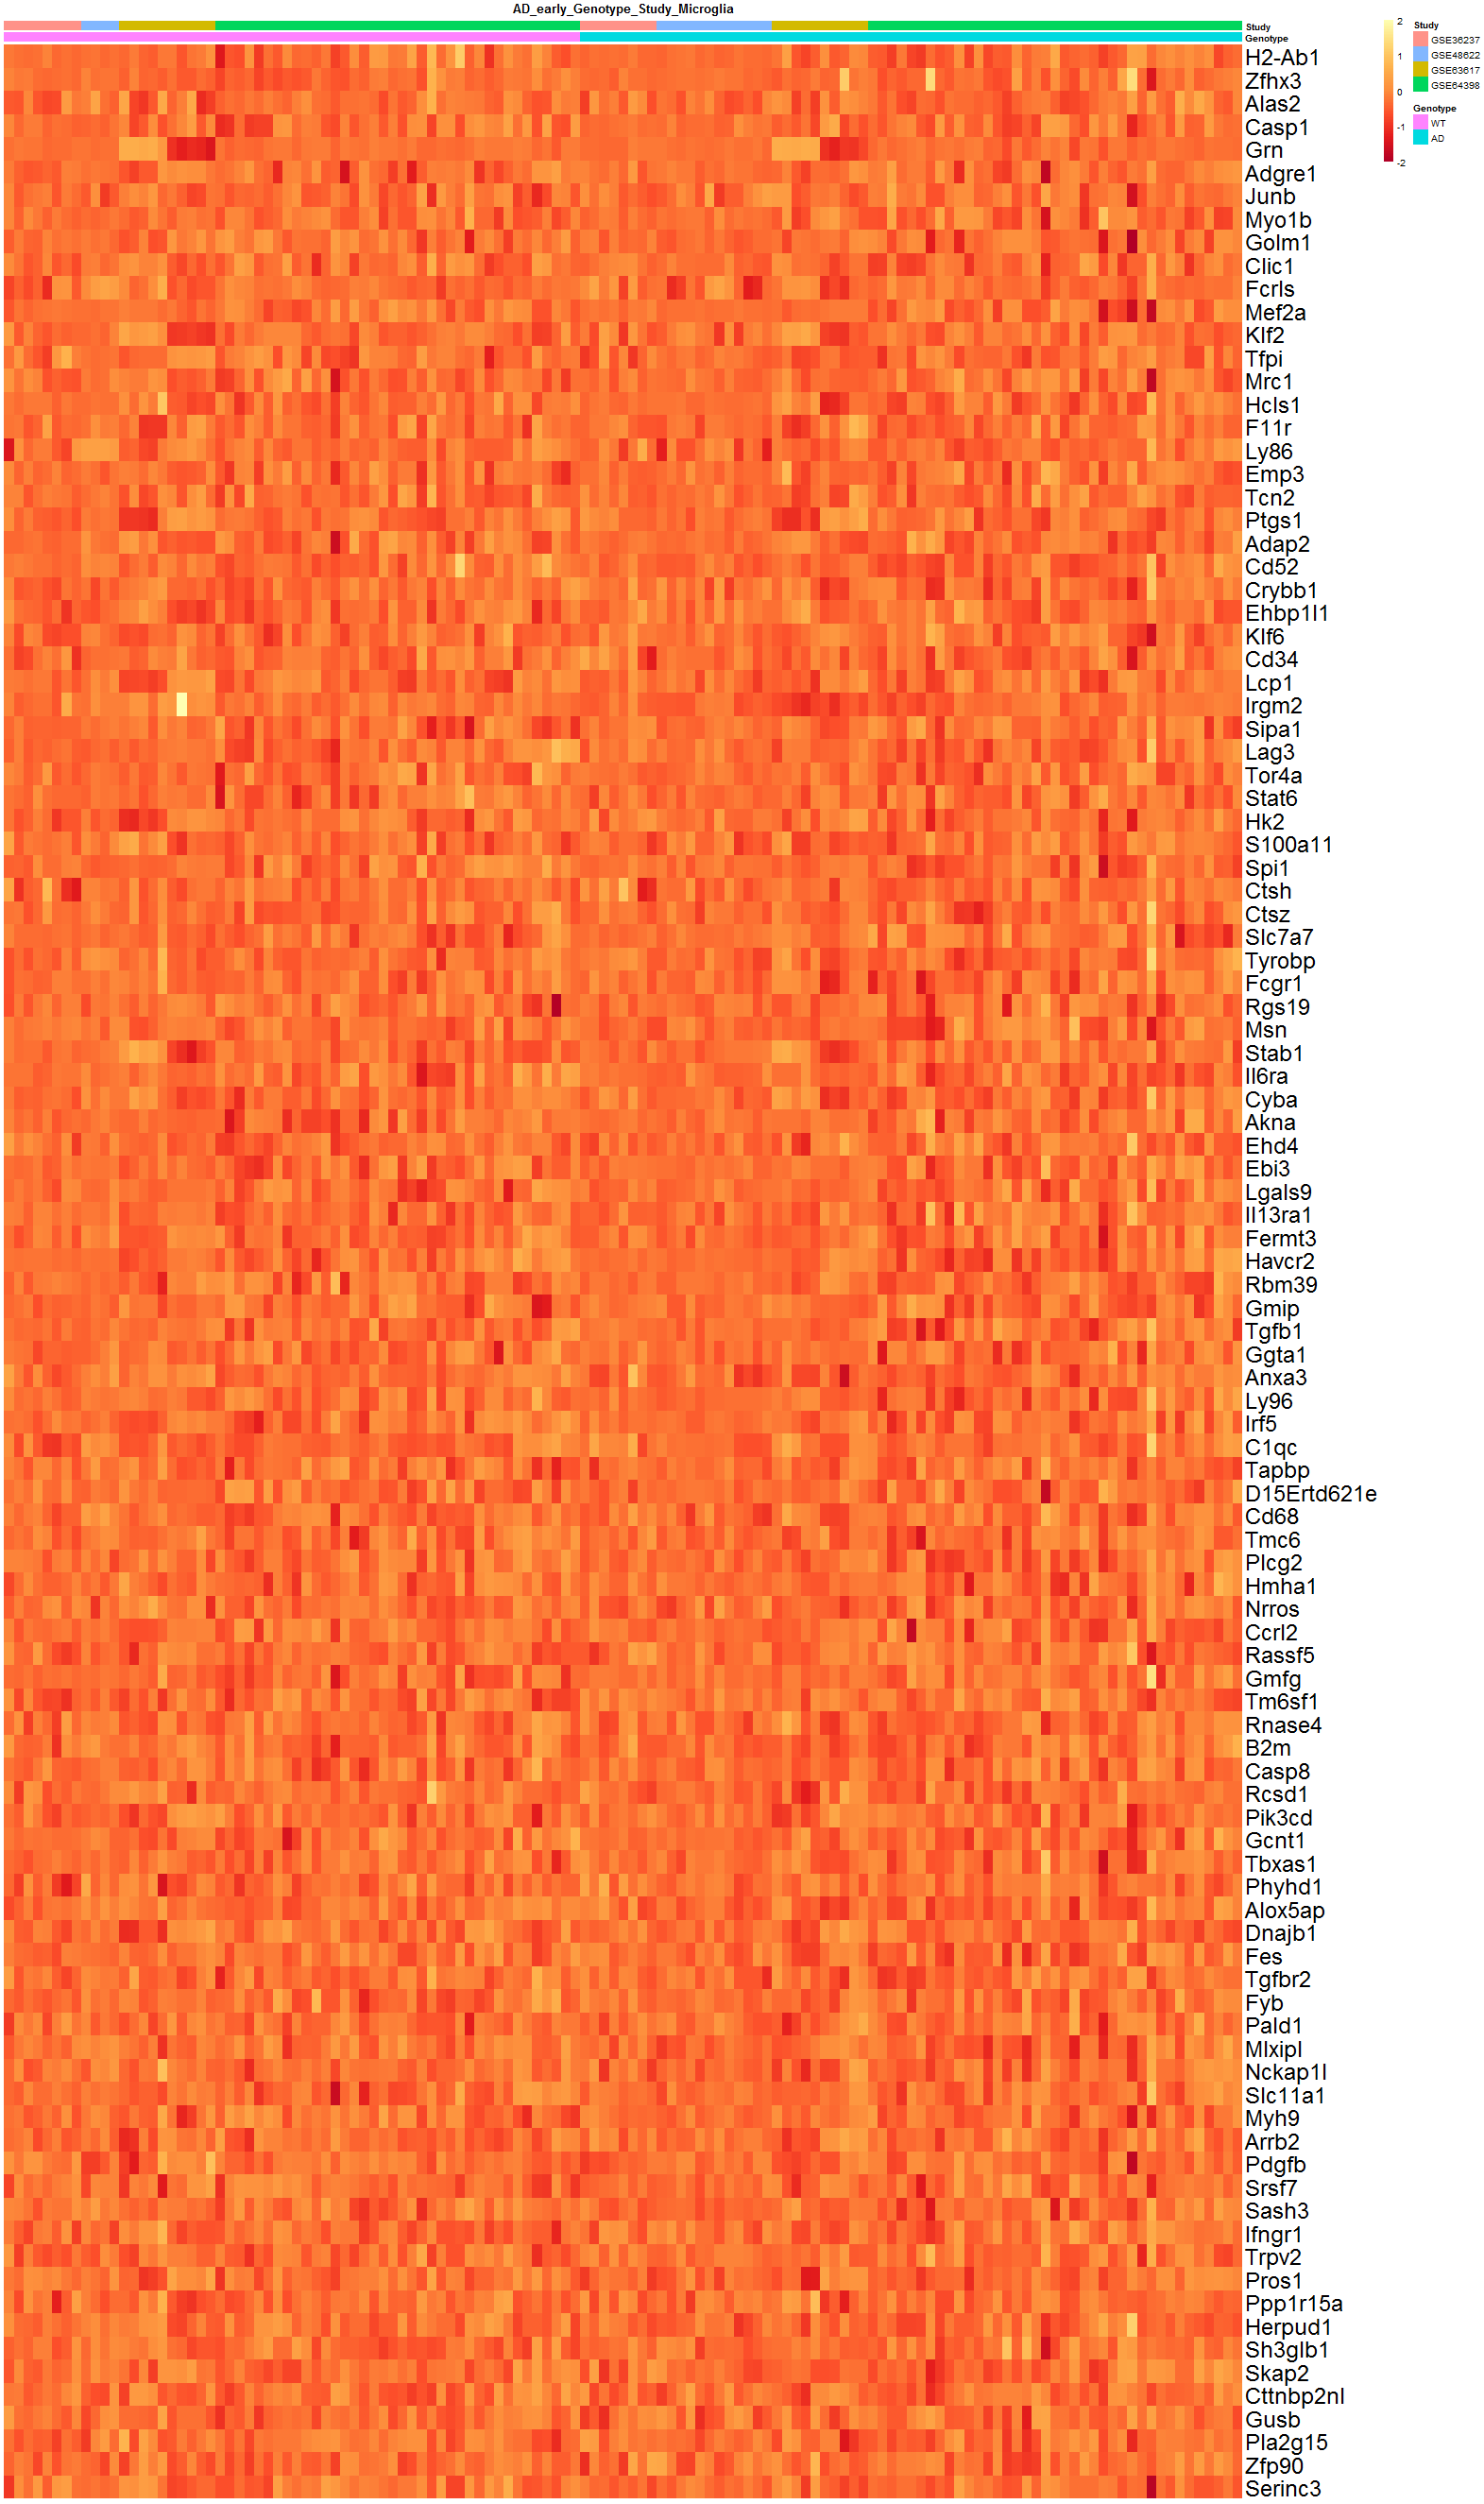 AD_early_Genotype_Study_Microglia
Study
Genotype
2
1
0
-1
-2
Study
GSE36237
GSE48622
GSE63617
GSE64398
Genotype
WT
AD
H2-Ab1
Zfhx3
Alas2
Casp1
Grn
Adgre1
Junb
Myo1b
Golm1
Clic1
Fcrls
Mef2a
Klf2
Tfpi
Mrc1
Hcls1
F11r
Ly86
Emp3
Tcn2
Ptgs1
Adap2
Cd52
Crybb1
Ehbp1l1
Klf6
Cd34
Lcp1
Irgm2
Sipa1
Lag3
Tor4a
Stat6
Hk2
S100a11
Spi1
Ctsh
Ctsz
Slc7a7
Tyrobp
Fcgr1
Rgs19
Msn
Stab1
Il6ra
Cyba
Akna
Ehd4
Ebi3
Lgals9
Il13ra1
Fermt3
Havcr2
Rbm39
Gmip
Tgfb1
Ggta1
Anxa3
Ly96
Irf5
C1qc
Tapbp
D15Ertd621e
Cd68
Tmc6
Plcg2
Hmha1
Nrros
Ccrl2
Rassf5
Gmfg
Tm6sf1
Rnase4
B2m
Casp8
Rcsd1
Pik3cd
Gcnt1
Tbxas1
Phyhd1
Alox5ap
Dnajb1
Fes
Tgfbr2
Fyb
Pald1
Mlxipl
Nckap1l
Slc11a1
Myh9
Arrb2
Pdgfb
Srsf7
Sash3
Ifngr1
Trpv2
Pros1
Ppp1r15a
Herpud1
Sh3glb1
Skap2
Cttnbp2nl
Gusb
Pla2g15
Zfp90
Serinc3